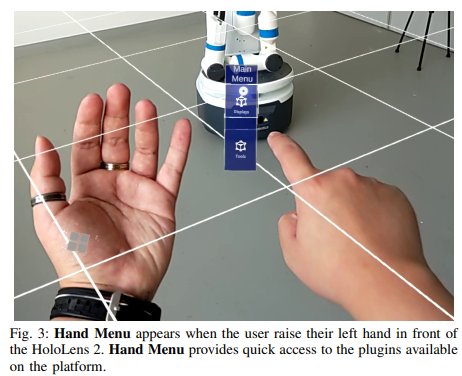 Main
Menu
Displays
Tools
Fig. 3: Hand Menu appears when the user raise their left hand in front of
the HoloLens 2. Hand Menu provides quick access to the plugins available
on the platform.